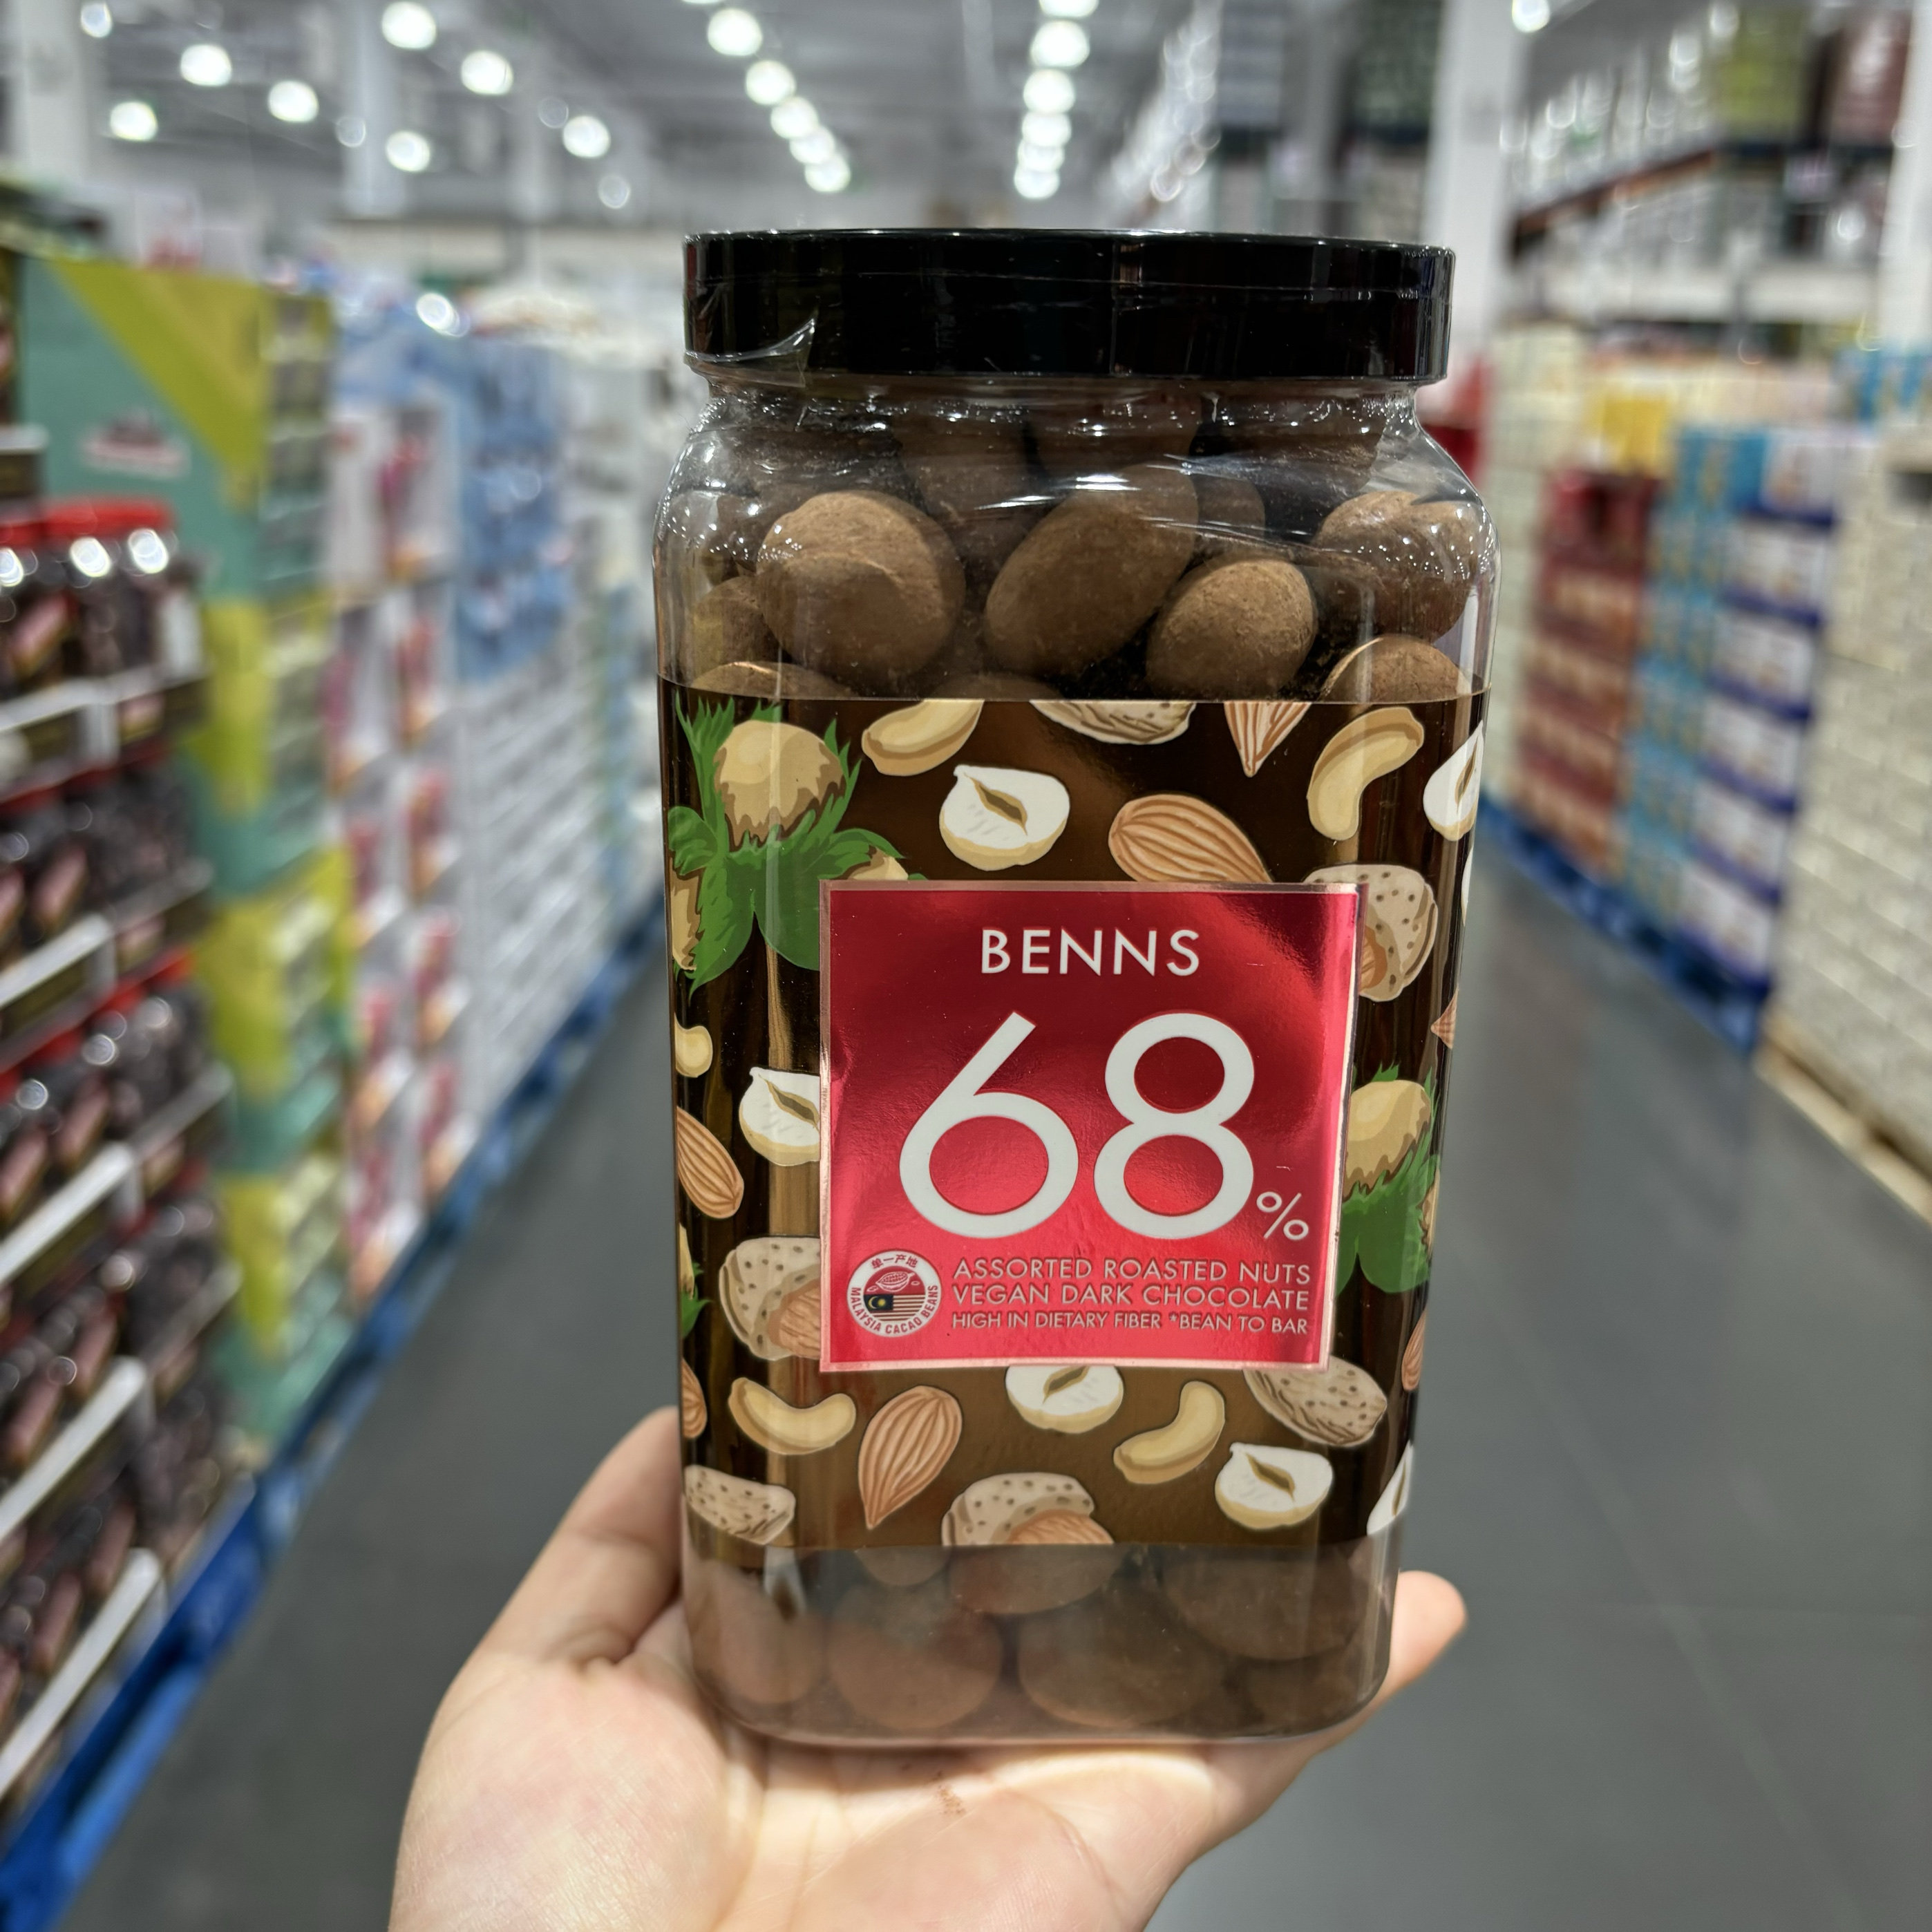 BENNS
68%
单一产地
MALAYSIA CACAO BEANS
ASSORTED ROASTED NUTS
VEGAN DARK CHOCOLATE
HIGH IN DIETARY FIBER *BEAN TO BAR